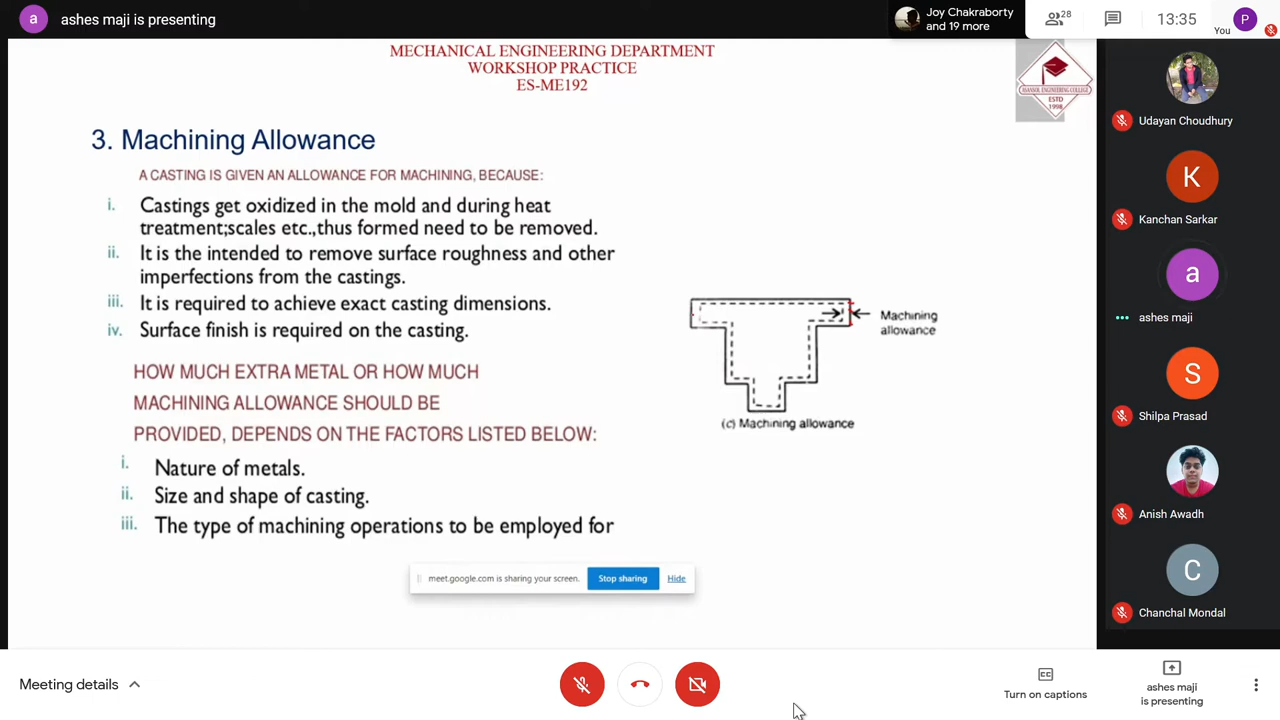 a
ashes maji is presenting
Joy Chakraborty
and 19 more
28
13:35
You
P
MECHANICAL ENGINEERING DEPARTMENT
WORKSHOP PRACTICE
ES-ME192
ASANSOL ENGINEERING COLLEGE
ESTD
1998
3. Machining Allowance
A CASTING IS GIVEN AN ALLOWANCE FOR MACHINING, BECAUSE:
i. Castings get oxidized in the mold and during heat
treatment;scales etc.,thus formed need to be removed.
ii. It is the intended to remove surface roughness and other
imperfections from the castings.
iii. It is required to achieve exact casting dimensions.
iv. Surface finish is required on the casting.
HOW MUCH EXTRA METAL OR HOW MUCH
MACHINING ALLOWANCE SHOULD BE
PROVIDED, DEPENDS ON THE FACTORS LISTED BELOW:
i. Nature of metals.
ii. Size and shape of casting.
iii. The type of machining operations to be employed for
Machining
allowance
(c) Machining allowance
meet.google.com is sharing your screen.
Stop sharing
Hide
Udayan Choudhury
K
Kanchan Sarkar
a
ashes maji
S
Shilpa Prasad
Anish Awadh
C
Chanchal Mondal
Meeting details
CC
Turn on captions
ashes maji
is presenting